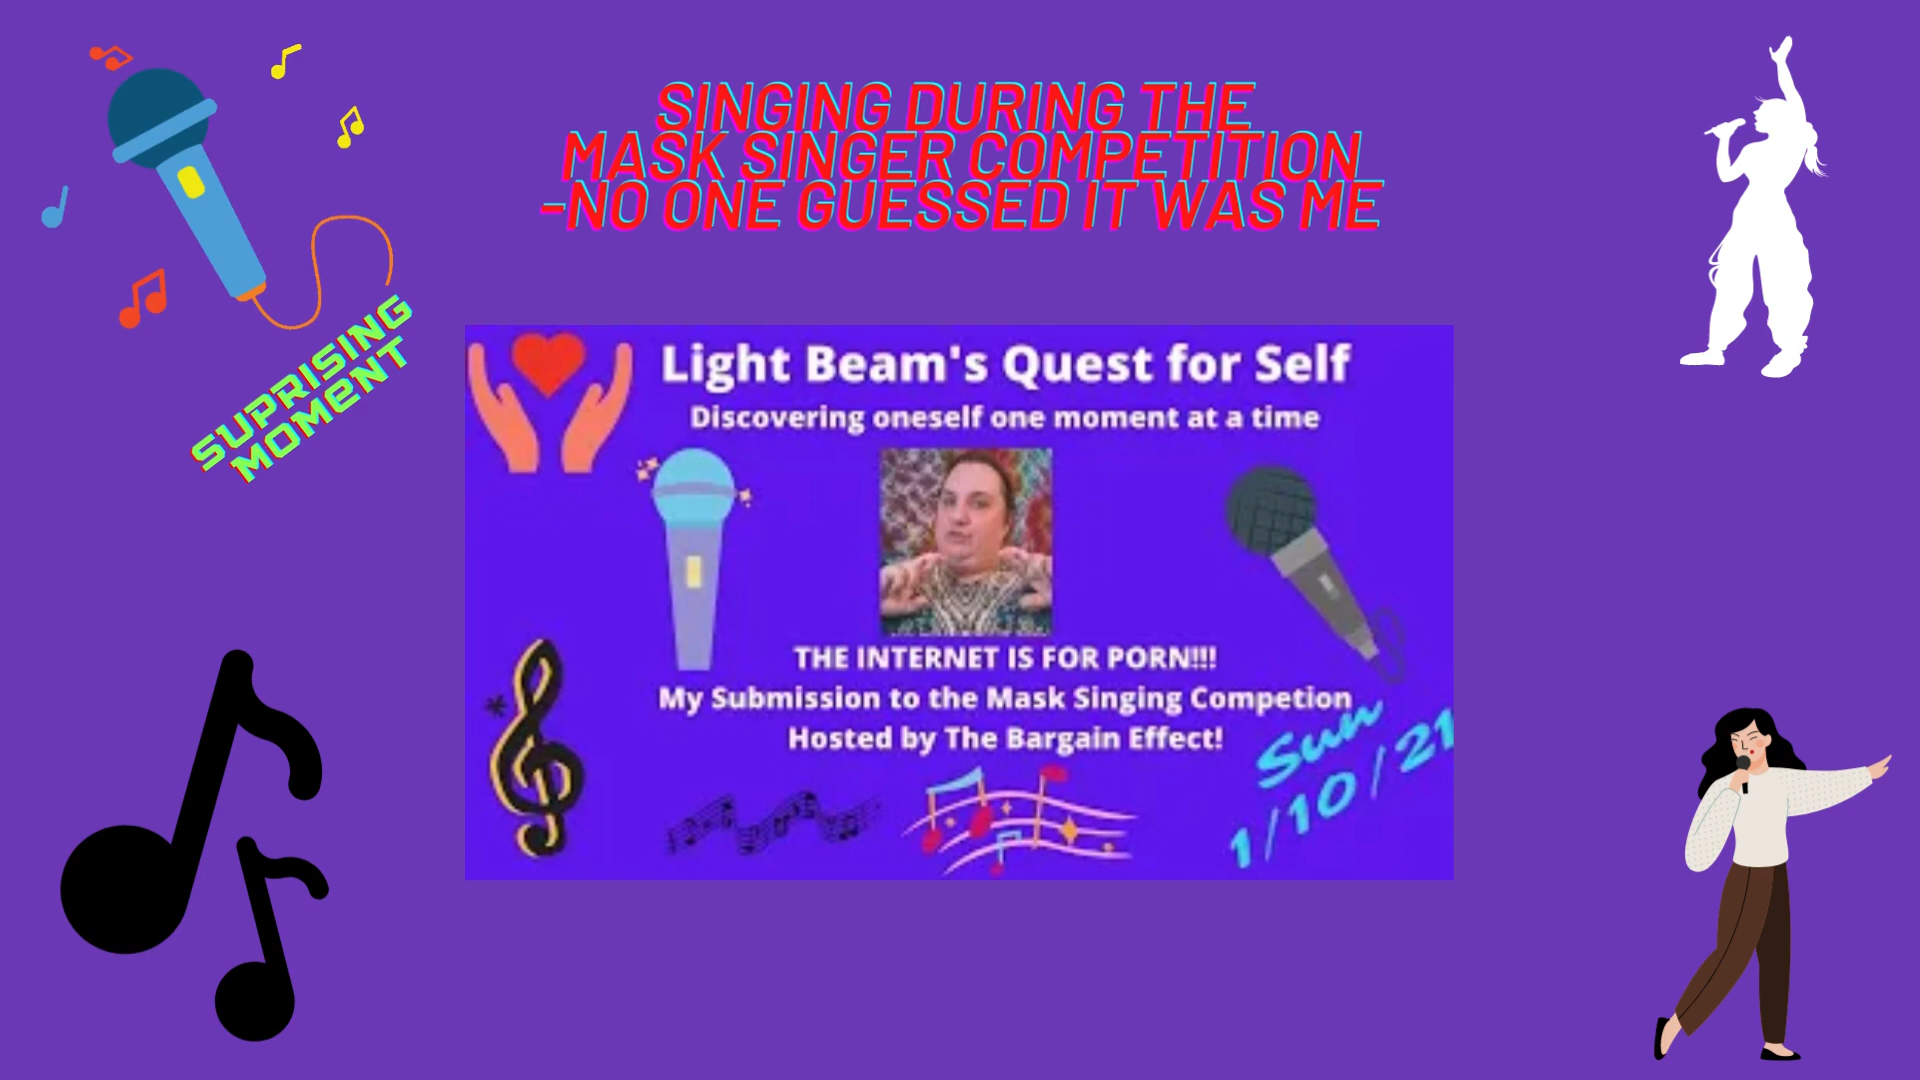 SINGING DURING THE
MASK SINGER COMPETITION
-NO ONE GUESSED IT WAS ME
SUPRISING
MOMENT
Light Beam's Quest for Self
Discovering oneself one moment at a time
THE INTERNET IS FOR PORN!!!
My Submission to the Mask Singing Competion
Hosted by The Bargain Effect!
Sun
1/10/21